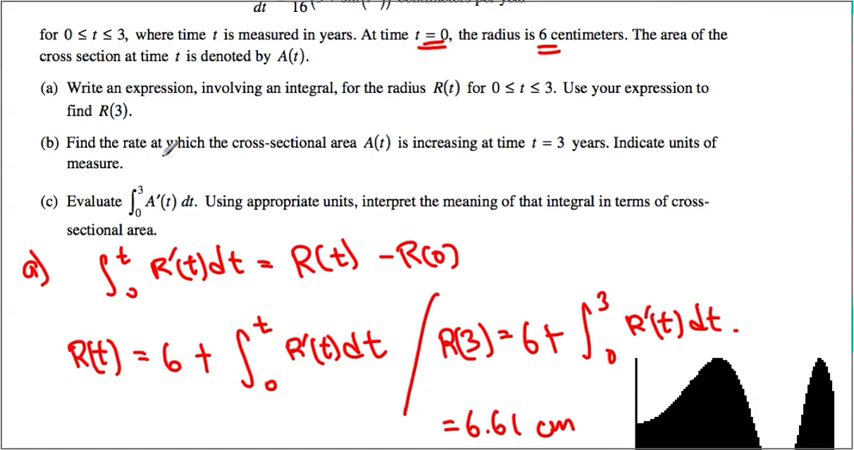 dt 16
for 0 ≤ t ≤ 3, where time t is measured in years. At time t = 0, the radius is 6 centimeters. The area of the
cross section at time t is denoted by A(t).
(a) Write an expression, involving an integral, for the radius R(t) for 0 ≤ t ≤ 3. Use your expression to
find R(3).
(b) Find the rate at which the cross-sectional area A(t) is increasing at time t = 3 years. Indicate units of
measure.
(c) Evaluate ∫₀³ A′(t) dt. Using appropriate units, interpret the meaning of that integral in terms of cross-
sectional area.
a) ∫₀ᵗ R′(t)dt = R(t) - R(0)
R(t) = 6 + ∫₀ᵗ R′(t)dt / R(3) = 6 + ∫₀³ R′(t)dt.
= 6.61 cm